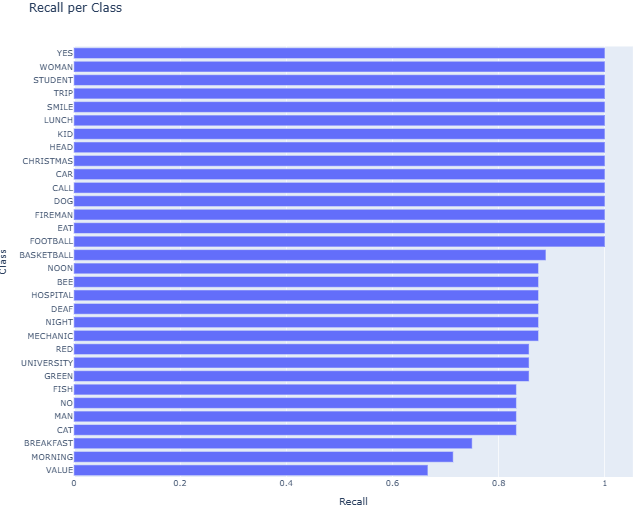 Recall per Class
YES
WOMAN
STUDENT
TRIP
SMILE
LUNCH
KID
HEAD
CHRISTMAS
CAR
CALL
DOG
FIREMAN
EAT
FOOTBALL
BASKETBALL
NOON
BEE
HOSPITAL
DEAF
NIGHT
MECHANIC
RED
UNIVERSITY
GREEN
FISH
NO
MAN
CAT
BREAKFAST
MORNING
VALUE
Class
0 0.2 0.4 0.6 0.8 1
Recall